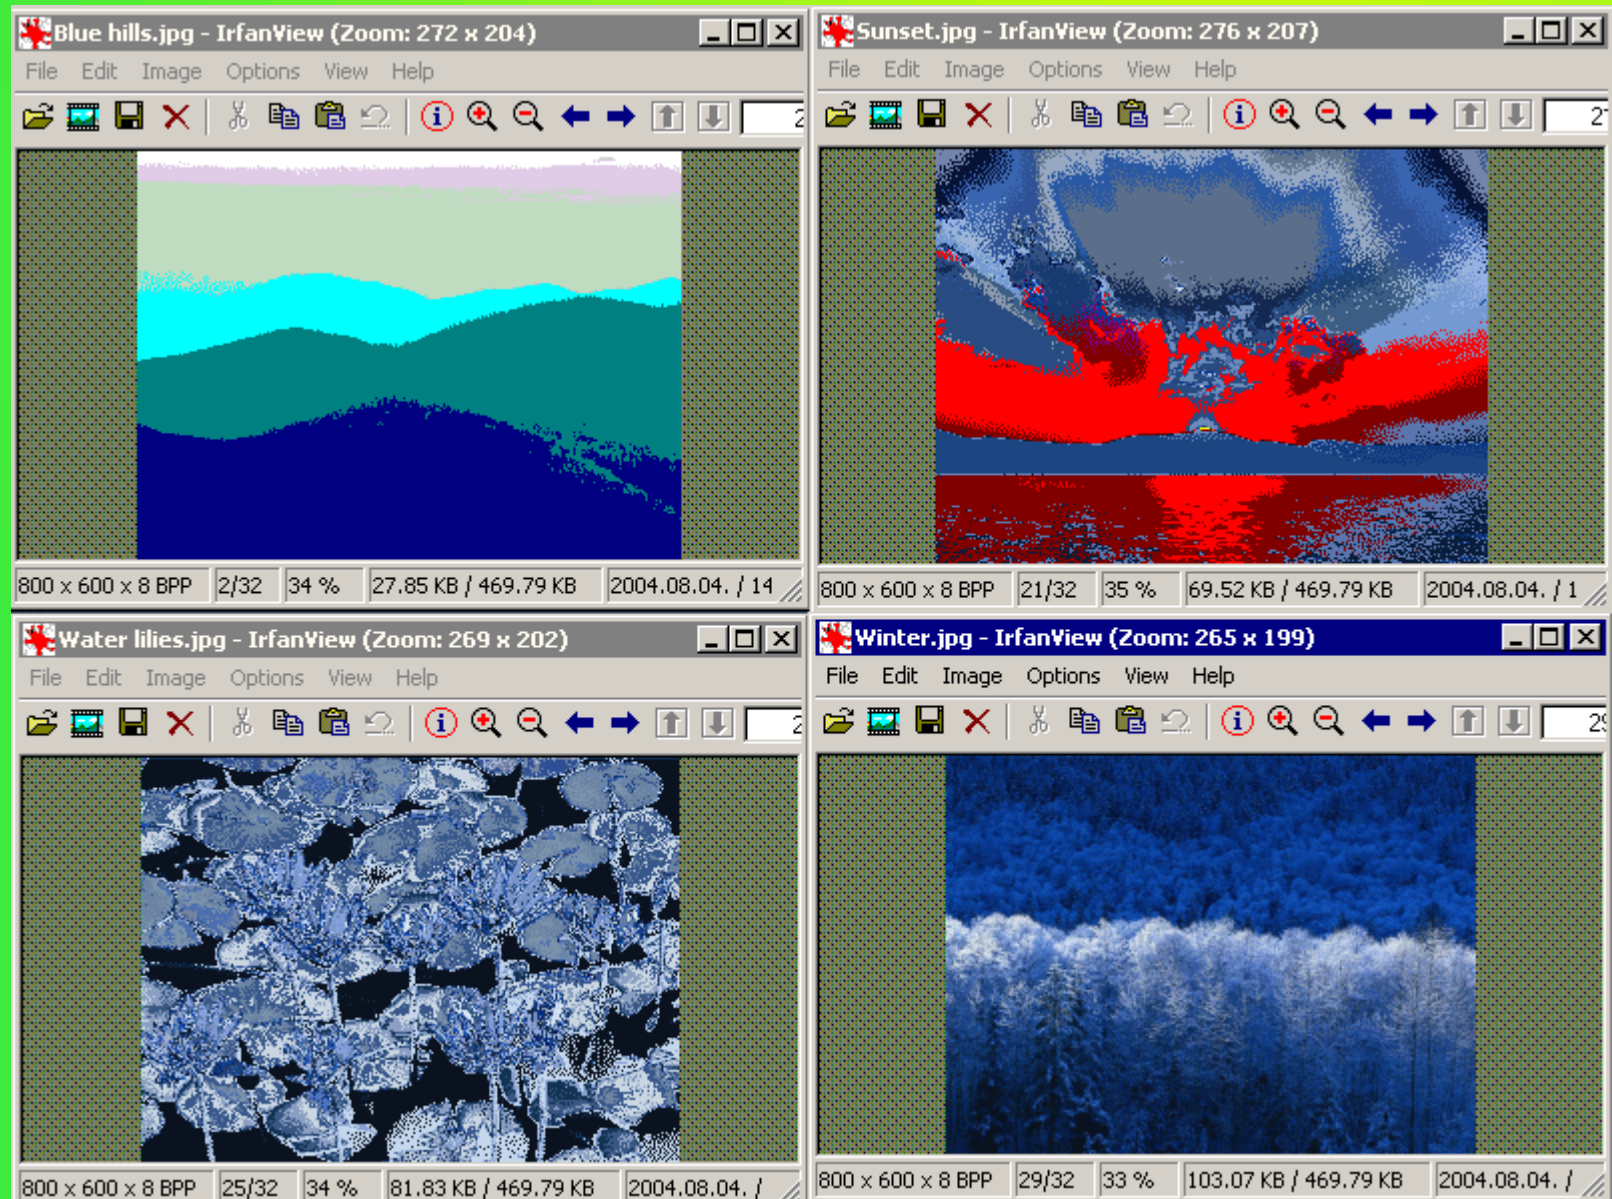 Blue hills.jpg - IrfanView (Zoom: 272 x 204)
File Edit Image Options View Help
2
800 x 600 x 8 BPP 2/32 34 % 27.85 KB / 469.79 KB 2004.08.04. / 14
Sunset.jpg - IrfanView (Zoom: 276 x 207)
File Edit Image Options View Help
2
800 x 600 x 8 BPP 21/32 35 % 69.52 KB / 469.79 KB 2004.08.04. / 1
Water lilies.jpg - IrfanView (Zoom: 269 x 202)
File Edit Image Options View Help
2
800 x 600 x 8 BPP 25/32 34 % 81.83 KB / 469.79 KB 2004.08.04. /
Winter.jpg - IrfanView (Zoom: 265 x 199)
File Edit Image Options View Help
29
800 x 600 x 8 BPP 29/32 33 % 103.07 KB / 469.79 KB 2004.08.04. /